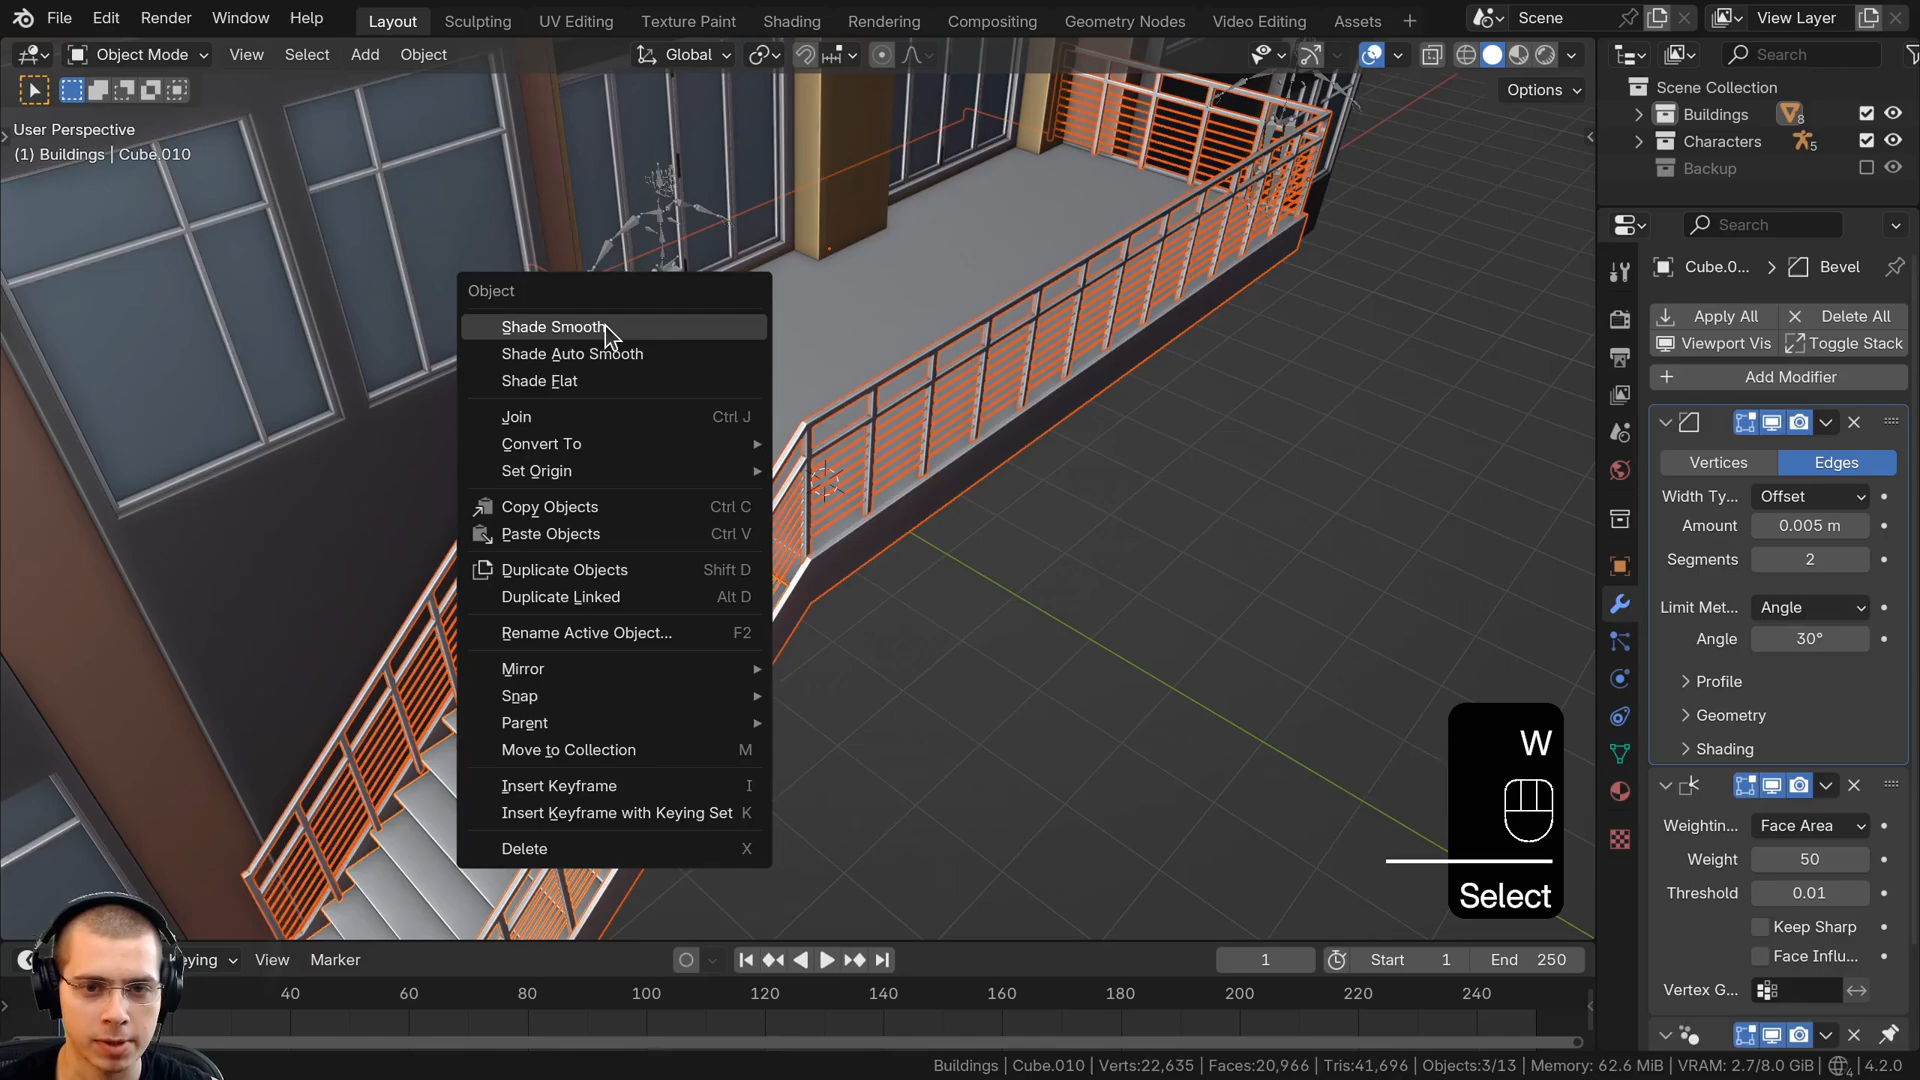 File Edit Render Window Help Layout Sculpting UV Editing Texture Paint Shading Rendering Compositing Geometry Nodes Video Editing Assets + Scene View Layer
Object Mode View Select Add Object Global Search
Options
User Perspective
(1) Buildings | Cube.010
Scene Collection
Buildings 8
Characters 5
Backup
Search
Cube.0... > Bevel
Apply All Delete All
Viewport Vis Toggle Stack
+ Add Modifier
Vertices Edges
Width Ty... Offset
Amount 0.005 m
Segments 2
Limit Met... Angle
Angle 30°
Profile
Geometry
Shading
Weightin... Face Area
Weight 50
Threshold 0.01
Keep Sharp
Face Influ...
Vertex G...
Object
Shade Smooth
Shade Auto Smooth
Shade Flat
Join Ctrl J
Convert To
Set Origin
Copy Objects Ctrl C
Paste Objects Ctrl V
Duplicate Objects Shift D
Duplicate Linked Alt D
Rename Active Object... F2
Mirror
Snap
Parent
Move to Collection M
Insert Keyframe I
Insert Keyframe with Keying Set K
Delete X
W
Select
eying View Marker 1 Start 1 End 250
40 60 80 100 120 140 160 180 200 220 240
Buildings | Cube.010 | Verts:22,635 | Faces:20,966 | Tris:41,696 | Objects:3/13 | Memory: 62.6 MiB | VRAM: 2.7/8.0 GiB | 4 | 4.2.0